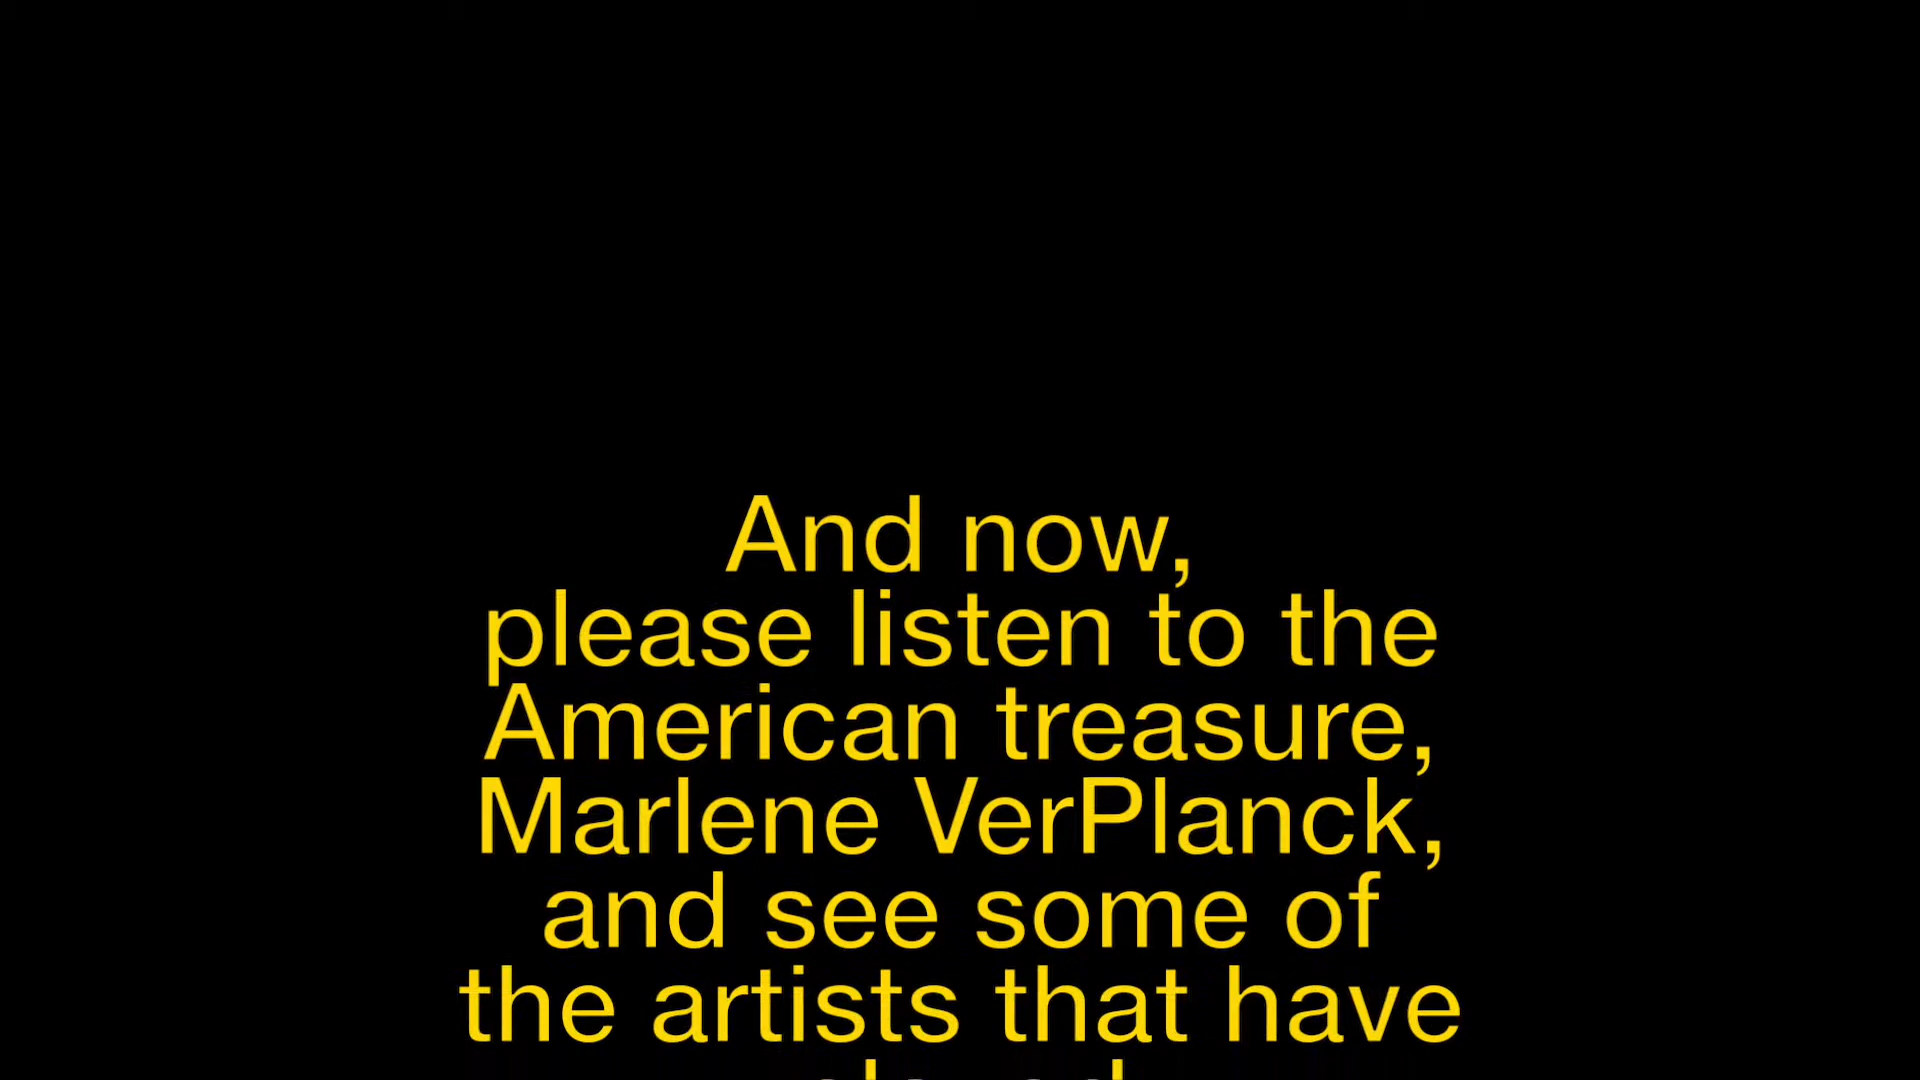 And now,
please listen to the
American treasure,
Marlene VerPlanck,
and see some of
the artists that have